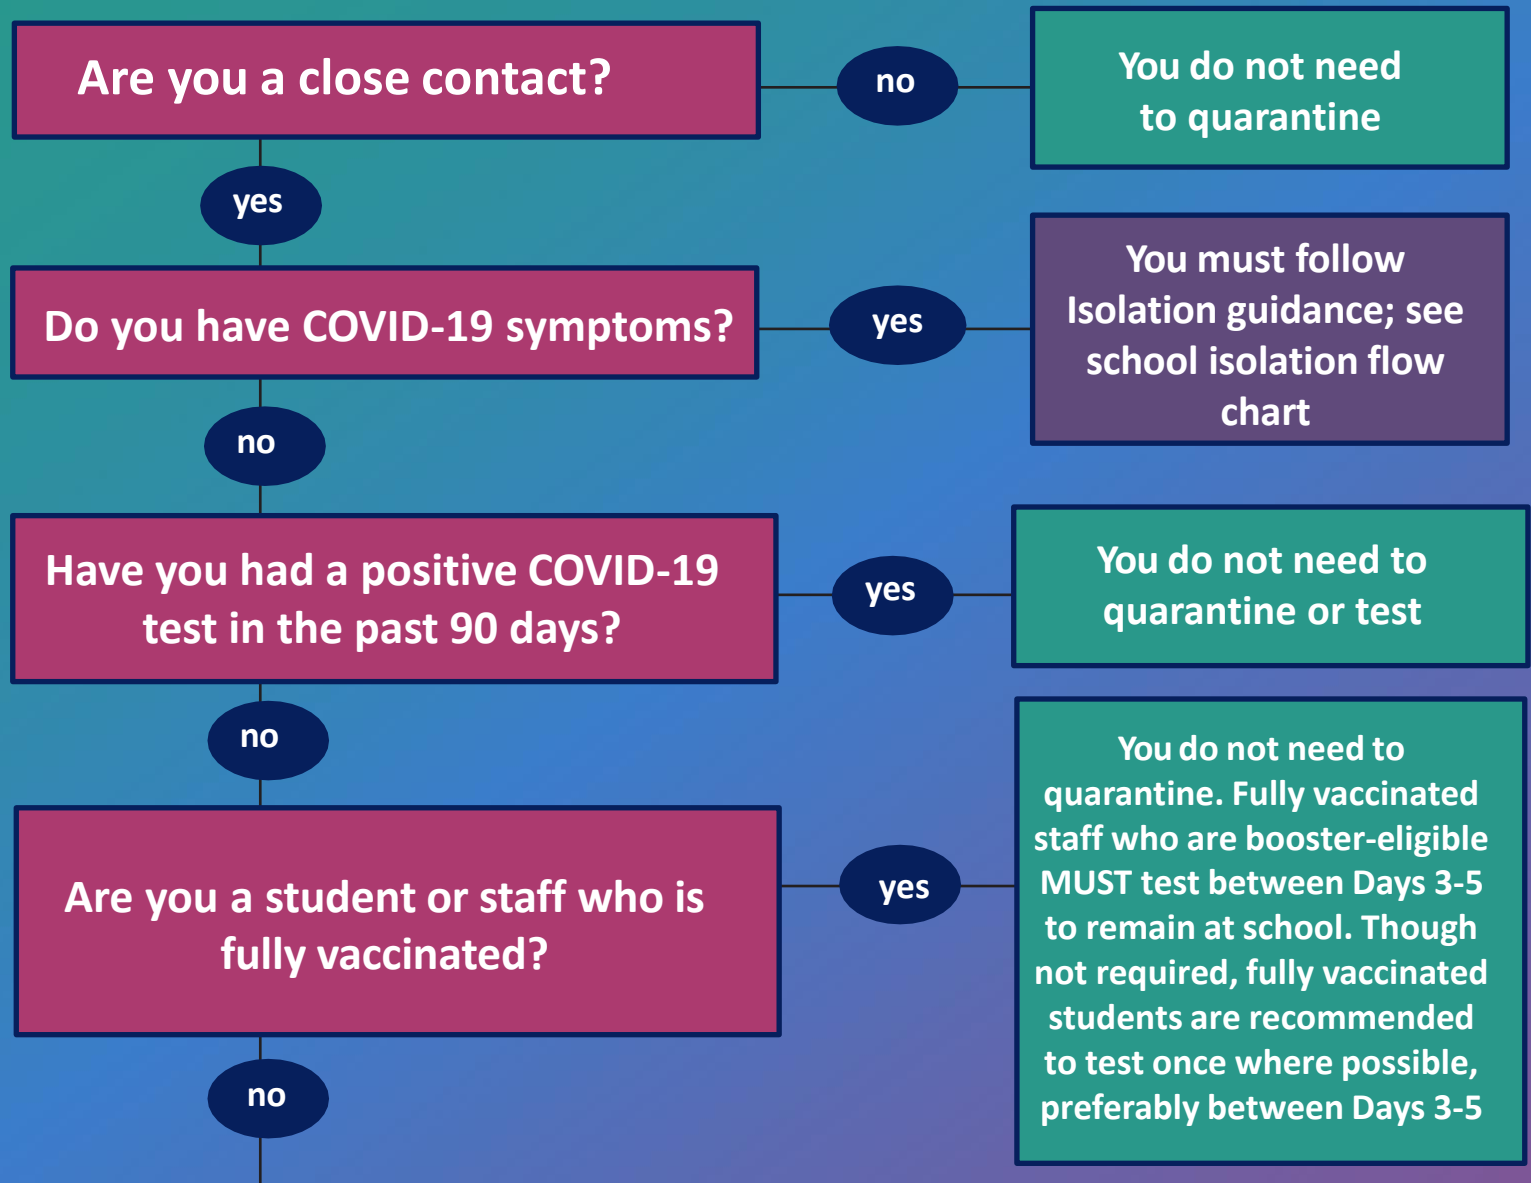 Are you a close contact?
no
You do not need
to quarantine
yes
Do you have COVID-19 symptoms?
yes
You must follow
Isolation guidance; see
school isolation flow
chart
no
Have you had a positive COVID-19
test in the past 90 days?
yes
You do not need to
quarantine or test
no
Are you a student or staff who is
fully vaccinated?
yes
You do not need to
quarantine. Fully vaccinated
staff who are booster-eligible
MUST test between Days 3-5
to remain at school. Though
not required, fully vaccinated
students are recommended
to test once where possible,
preferably between Days 3-5
no